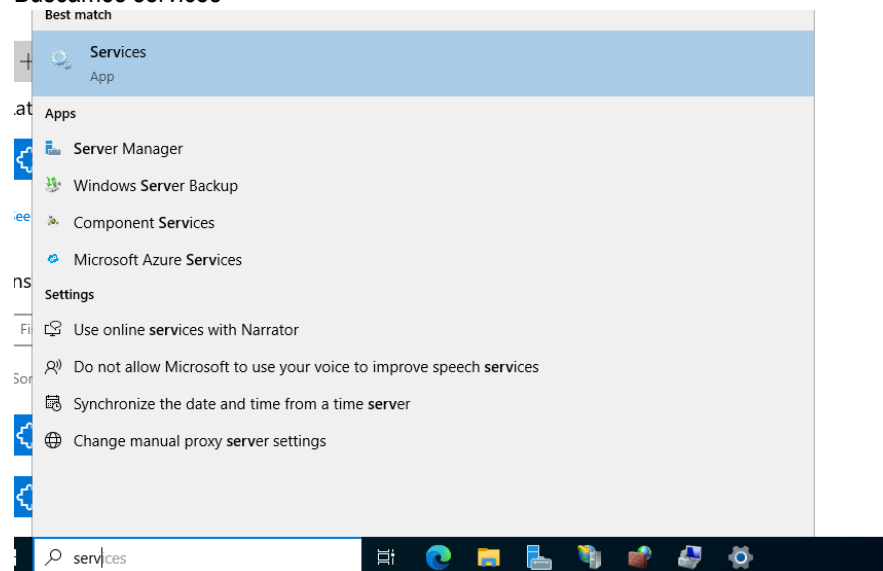 Buscamos services
Best match
Services
App
Apps
Server Manager
Windows Server Backup
Component Services
Microsoft Azure Services
Settings
Use online services with Narrator
Do not allow Microsoft to use your voice to improve speech services
Synchronize the date and time from a time server
Change manual proxy server settings
services